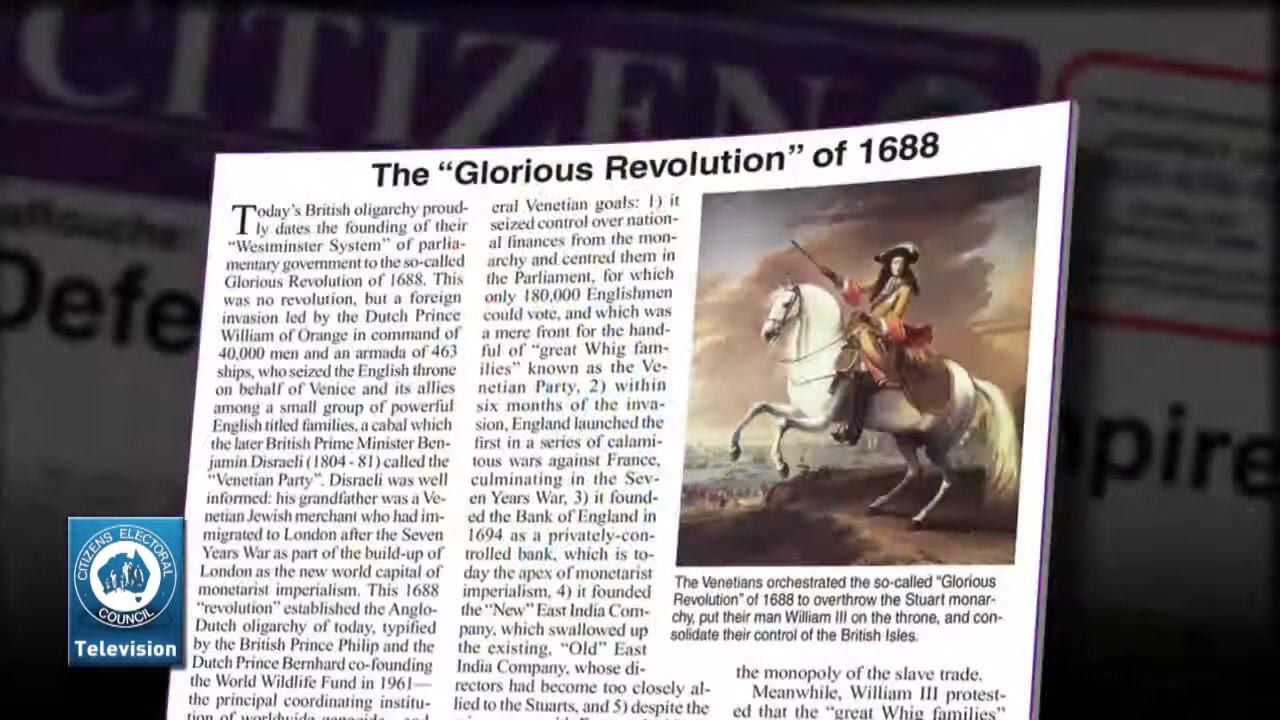 CITIZEN
Defe
pire
The “Glorious Revolution” of 1688
Today’s British oligarchy proud-
ly dates the founding of their
“Westminster System” of parlia-
mentary government to the so-called
Glorious Revolution of 1688. This
was no revolution, but a foreign
invasion led by the Dutch Prince
William of Orange in command of
40,000 men and an armada of 463
ships, who seized the English throne
on behalf of Venice and its allies
among a small group of powerful
English titled families, a cabal which
the later British Prime Minister Ben-
jamin Disraeli (1804 - 81) called the
“Venetian Party”. Disraeli was well
informed: his grandfather was a Ve-
netian Jewish merchant who had im-
migrated to London after the Seven
Years War as part of the build-up of
London as the new world capital of
monetarist imperialism. This 1688
“revolution” established the Anglo-
Dutch oligarchy of today, typified
by the British Prince Philip and the
Dutch Prince Bernhard co-founding
the World Wildlife Fund in 1961—
the principal coordinating institu-
tion of worldwide genocide, and
eral Venetian goals: 1) it
seized control over nation-
al finances from the mon-
archy and centred them in
the Parliament, for which
only 180,000 Englishmen
could vote, and which was
a mere front for the hand-
ful of “great Whig fam-
ilies” known as the Ve-
netian Party, 2) within
six months of the inva-
sion, England launched the
first in a series of calami-
tous wars against France,
culminating in the Sev-
en Years War, 3) it found-
ed the Bank of England in
1694 as a privately-con-
trolled bank, which is to-
day the apex of monetarist
imperialism, 4) it founded
the “New” East India Com-
pany, which swallowed up
the existing, “Old” East
India Company, whose di-
rectors had become too closely al-
lied to the Stuarts, and 5) despite the
The Venetians orchestrated the so-called “Glorious
Revolution” of 1688 to overthrow the Stuart monar-
chy, put their man William III on the throne, and con-
solidate their control of the British Isles.
the monopoly of the slave trade.
Meanwhile, William III protest-
ed that the “great Whig families”
CITIZENS ELECTORAL
COUNCIL
Television